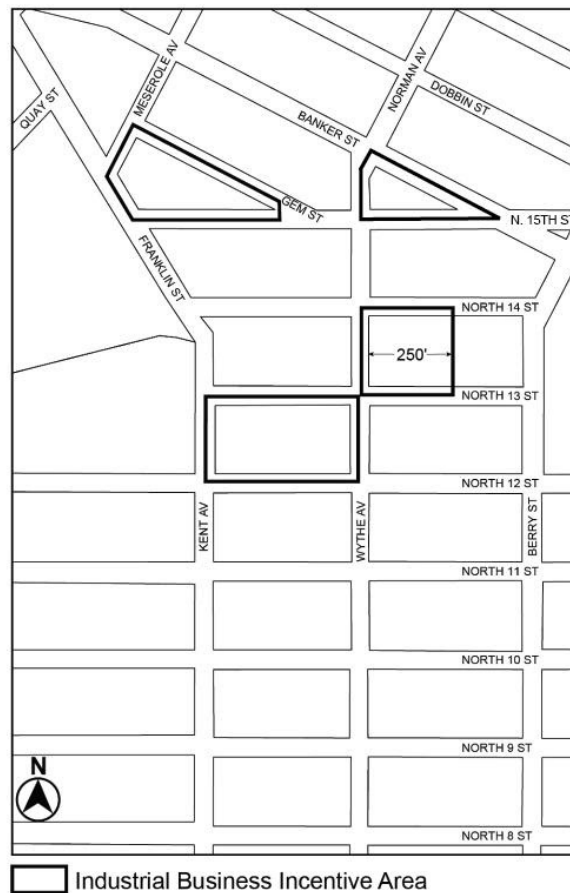 QUAY ST
MESEROLE AV
NORMAN AV
DOBBIN ST
BANKER ST
GEM ST
N. 15TH ST
FRANKLIN ST
NORTH 14 ST
250'
NORTH 13 ST
NORTH 12 ST
KENT AV
WYTHE AV
BERRY ST
NORTH 11 ST
NORTH 10 ST
NORTH 9 ST
N
NORTH 8 ST
Industrial Business Incentive Area